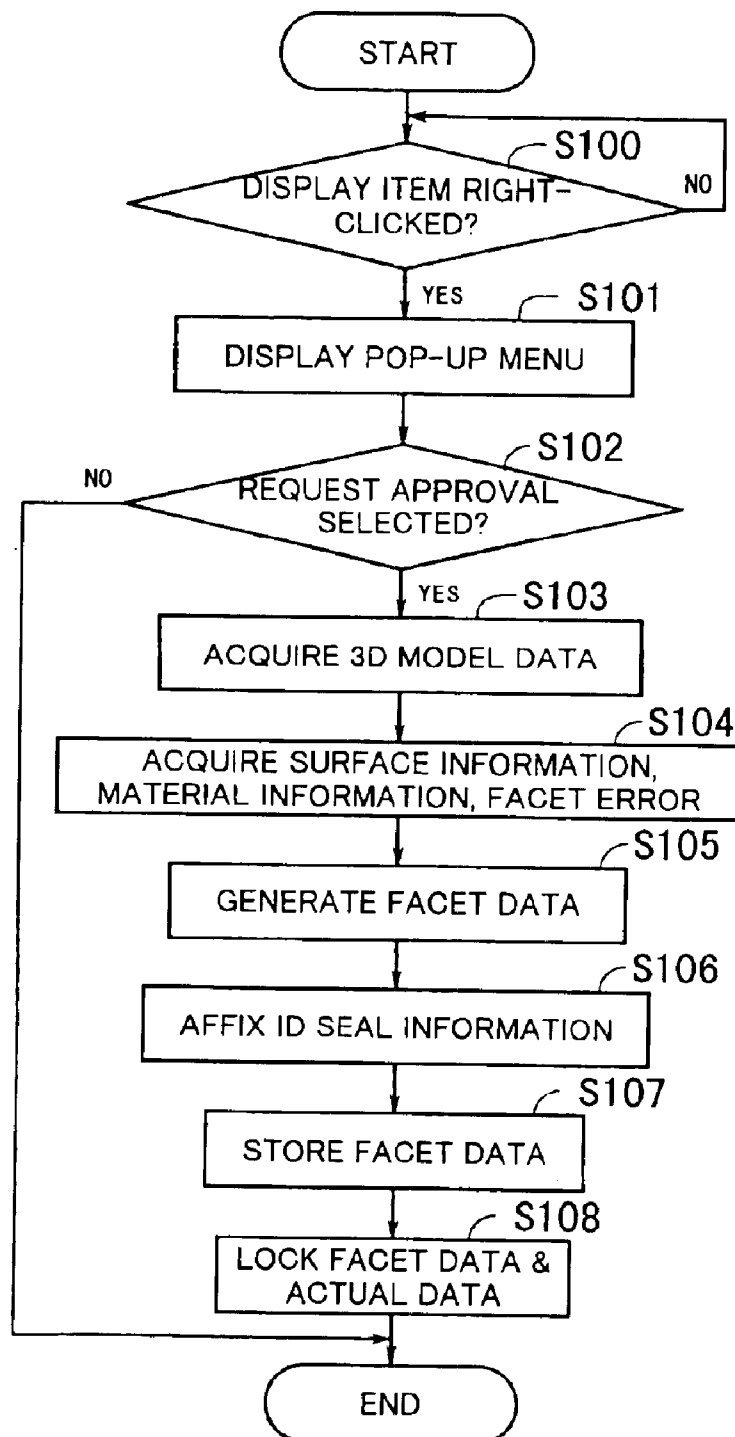 START
S100
DISPLAY ITEM RIGHT-
CLICKED?
NO
YES
S101
DISPLAY POP-UP MENU
S102
NO
REQUEST APPROVAL
SELECTED?
YES
S103
ACQUIRE 3D MODEL DATA
S104
ACQUIRE SURFACE INFORMATION,
MATERIAL INFORMATION, FACET ERROR
S105
GENERATE FACET DATA
S106
AFFIX ID SEAL INFORMATION
S107
STORE FACET DATA
S108
LOCK FACET DATA &
ACTUAL DATA
END